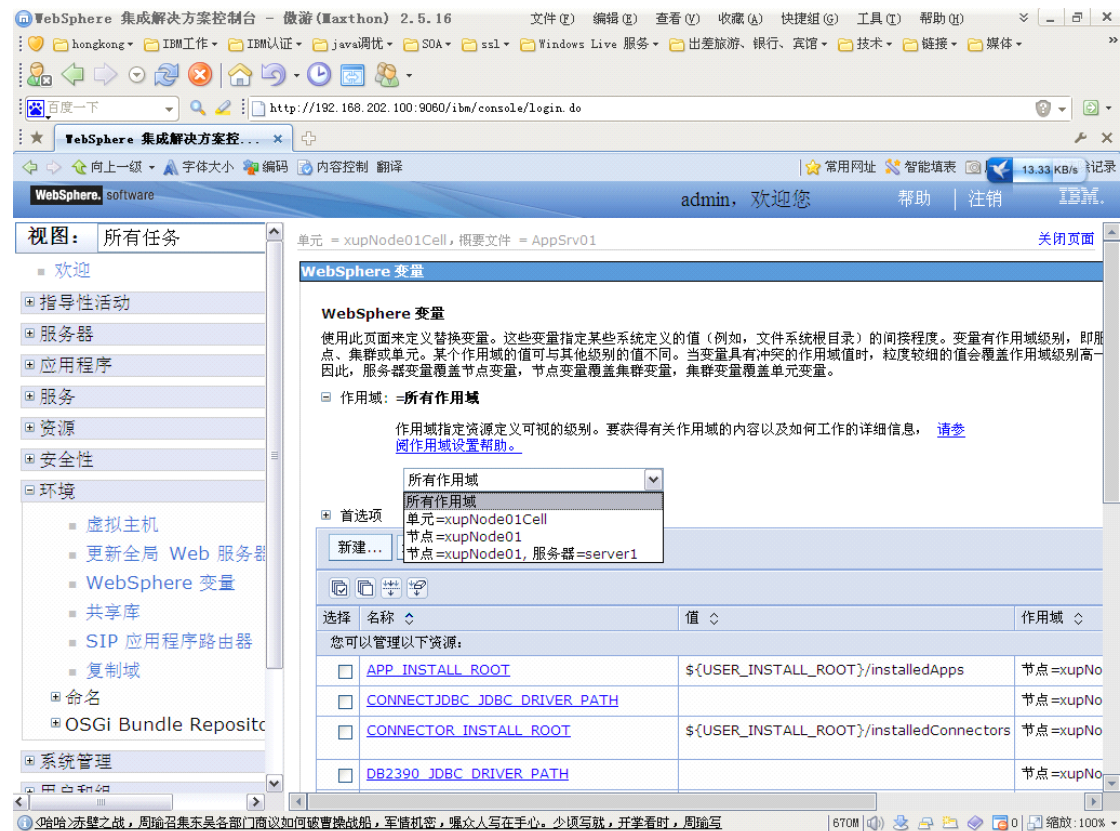 WebSphere 集成解决方案控制台 - 傲游(Maxthon) 2.5.16 文件(F) 编辑(E) 查看(V) 收藏(A) 快捷组(G) 工具(T) 帮助(H)
hongkong IBM工作 IBM认证 java调优 SOA ssl Windows Live 服务 出差旅游、银行、宾馆 技术 链接 媒体 »
百度一下 http://192.168.202.100:9060/ibm/console/login.do
WebSphere 集成解决方案控...
向上一级 字体大小 编码 内容控制 翻译 常用网址 智能填表 13.33 KB/s 记录
WebSphere. software admin，欢迎您 帮助 注销 IBM.
视图： 所有任务
欢迎
指导性活动
服务器
应用程序
服务
资源
安全性
环境
虚拟主机
更新全局 Web 服务器
WebSphere 变量
共享库
SIP 应用程序路由器
复制域
命名
OSGi Bundle Reposito
系统管理
用户和组
单元 = xupNode01Cell，概要文件 = AppSrv01 关闭页面
WebSphere 变量
WebSphere 变量
使用此页面来定义替换变量。这些变量指定某些系统定义的值（例如，文件系统根目录）的间接程度。变量有作用域级别，即服
点、集群或单元。某个作用域的值可与其他级别的值不同。当变量具有冲突的作用域值时，粒度较细的值会覆盖作用域级别高一
因此，服务器变量覆盖节点变量，节点变量覆盖集群变量，集群变量覆盖单元变量。
作用域: =所有作用域
作用域指定资源定义可视的级别。要获得有关作用域的内容以及如何工作的详细信息， 请参
阅作用域设置帮助。
所有作用域
所有作用域
单元=xupNode01Cell
节点=xupNode01
节点=xupNode01, 服务器=server1
首选项
新建...
选择 名称 值 作用域
您可以管理以下资源:
APP_INSTALL_ROOT ${USER_INSTALL_ROOT}/installedApps 节点=xupNo
CONNECTJDBC_JDBC_DRIVER_PATH 节点=xupNo
CONNECTOR_INSTALL_ROOT ${USER_INSTALL_ROOT}/installedConnectors 节点=xupNo
DB2390_JDBC_DRIVER_PATH 节点=xupNo
<哈哈>赤壁之战，周瑜召集东吴各部门商议如何破曹操战船，军情机密，嘱众人写在手心。少顷写就，开掌看时，周瑜写 670M 0 缩放:100%